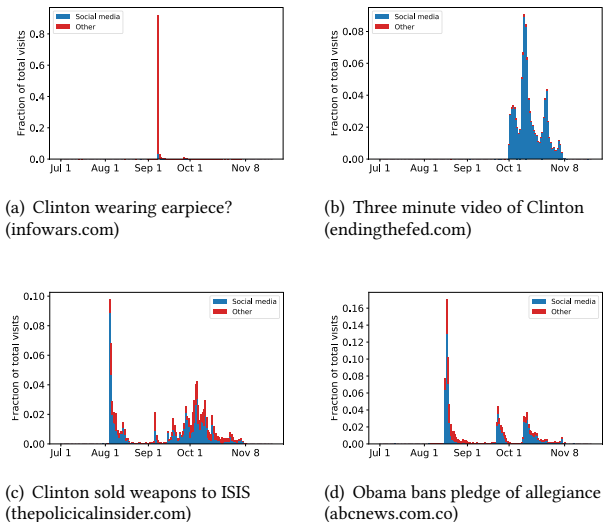 Social media
Other
Fraction of total visits
0.8
0.6
0.4
0.2
0.0
Jul 1 Aug 1 Sep 1 Oct 1 Nov 8
(a) Clinton wearing earpiece?
(infowars.com)
Social media
Other
Fraction of total visits
0.08
0.06
0.04
0.02
0.00
Jul 1 Aug 1 Sep 1 Oct 1 Nov 8
(b) Three minute video of Clinton
(endingthefed.com)
Social media
Other
Fraction of total visits
0.10
0.08
0.06
0.04
0.02
0.00
Jul 1 Aug 1 Sep 1 Oct 1 Nov 8
(c) Clinton sold weapons to ISIS
(thepolicicalinsider.com)
Social media
Other
Fraction of total visits
0.16
0.14
0.12
0.10
0.08
0.06
0.04
0.02
0.00
Jul 1 Aug 1 Sep 1 Oct 1 Nov 8
(d) Obama bans pledge of allegiance
(abcnews.com.co)